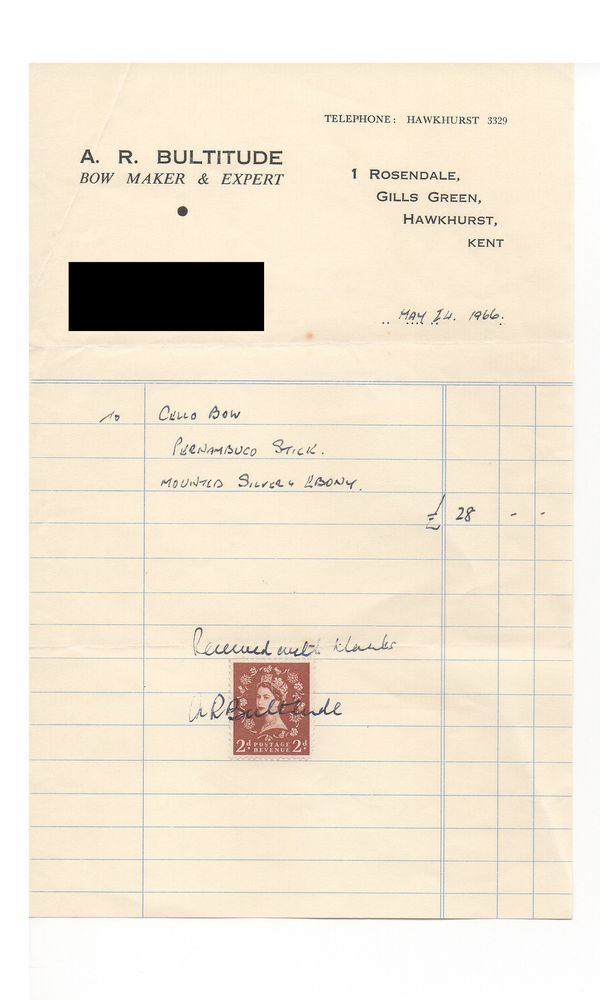 TELEPHONE: HAWKHURST 3329
A. R. BULTITUDE
BOW MAKER & EXPERT
1 ROSENDALE,
GILLS GREEN,
HAWKHURST,
KENT
MAY 24. 1966.
To CELLO BOW
PERNAMBUCO STICK.
MOUNTED SILVER & EBONY.
£ 28 - -
Received with thanks
A R Bultitude
2d POSTAGE REVENUE 2d